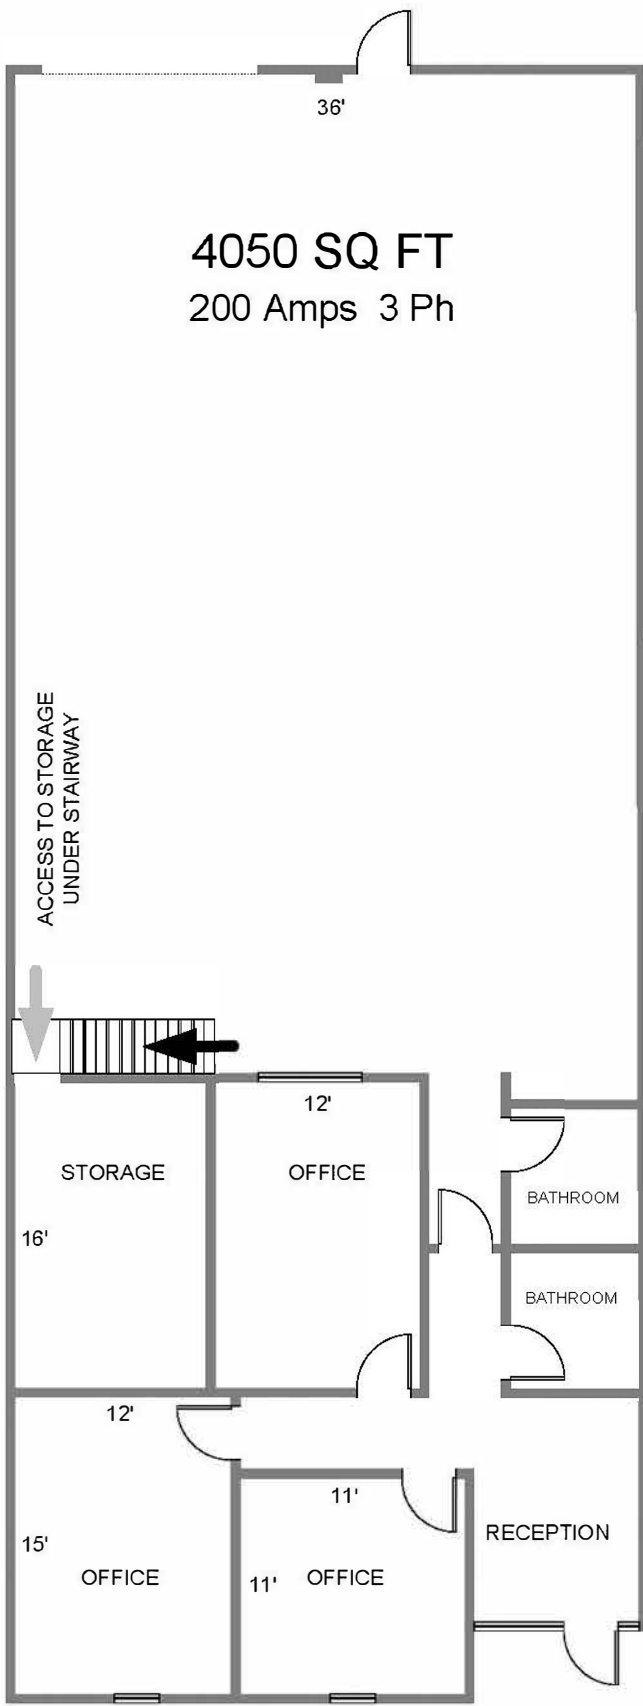 36'
4050 SQ FT
200 Amps 3 Ph
ACCESS TO STORAGE
UNDER STAIRWAY
12'
STORAGE
OFFICE
BATHROOM
16'
BATHROOM
12'
11'
RECEPTION
15'
OFFICE
11'
OFFICE